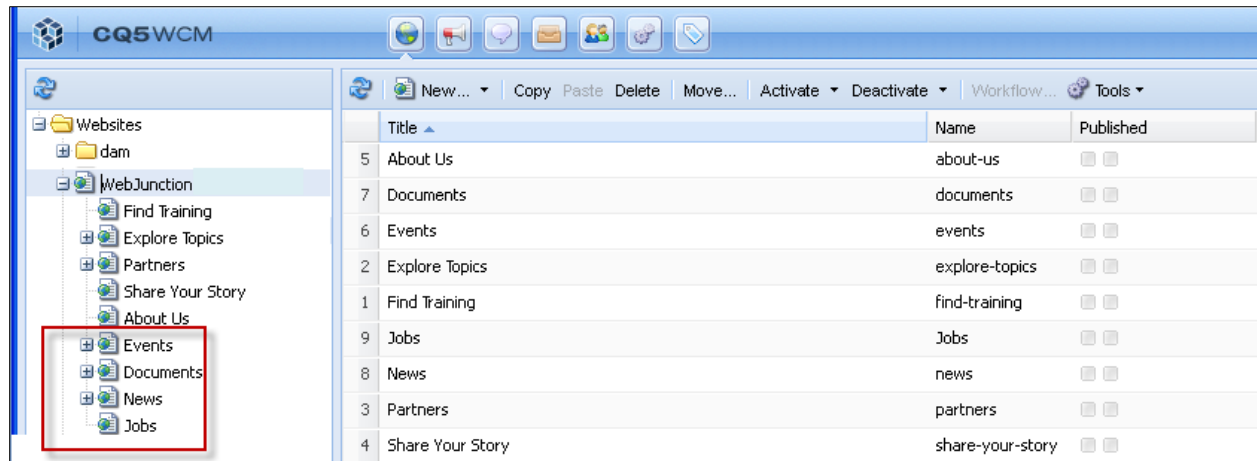 CQ5WCM
New... Copy Paste Delete Move... Activate Deactivate Workflow... Tools
Websites
dam
WebJunction
Find Training
Explore Topics
Partners
Share Your Story
About Us
Events
Documents
News
Jobs
Title Name Published
5 About Us about-us
7 Documents documents
6 Events events
2 Explore Topics explore-topics
1 Find Training find-training
9 Jobs Jobs
8 News news
3 Partners partners
4 Share Your Story share-your-story